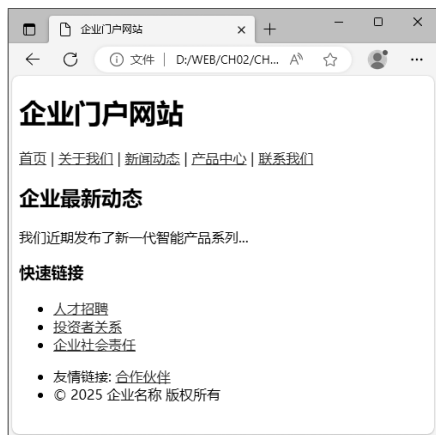 企业门户网站
文件 | D:/WEB/CH02/CH...
企业门户网站
首页 | 关于我们 | 新闻动态 | 产品中心 | 联系我们
企业最新动态
我们近期发布了新一代智能产品系列...
快速链接
• 人才招聘
• 投资者关系
• 企业社会责任
• 友情链接: 合作伙伴
• © 2025 企业名称 版权所有